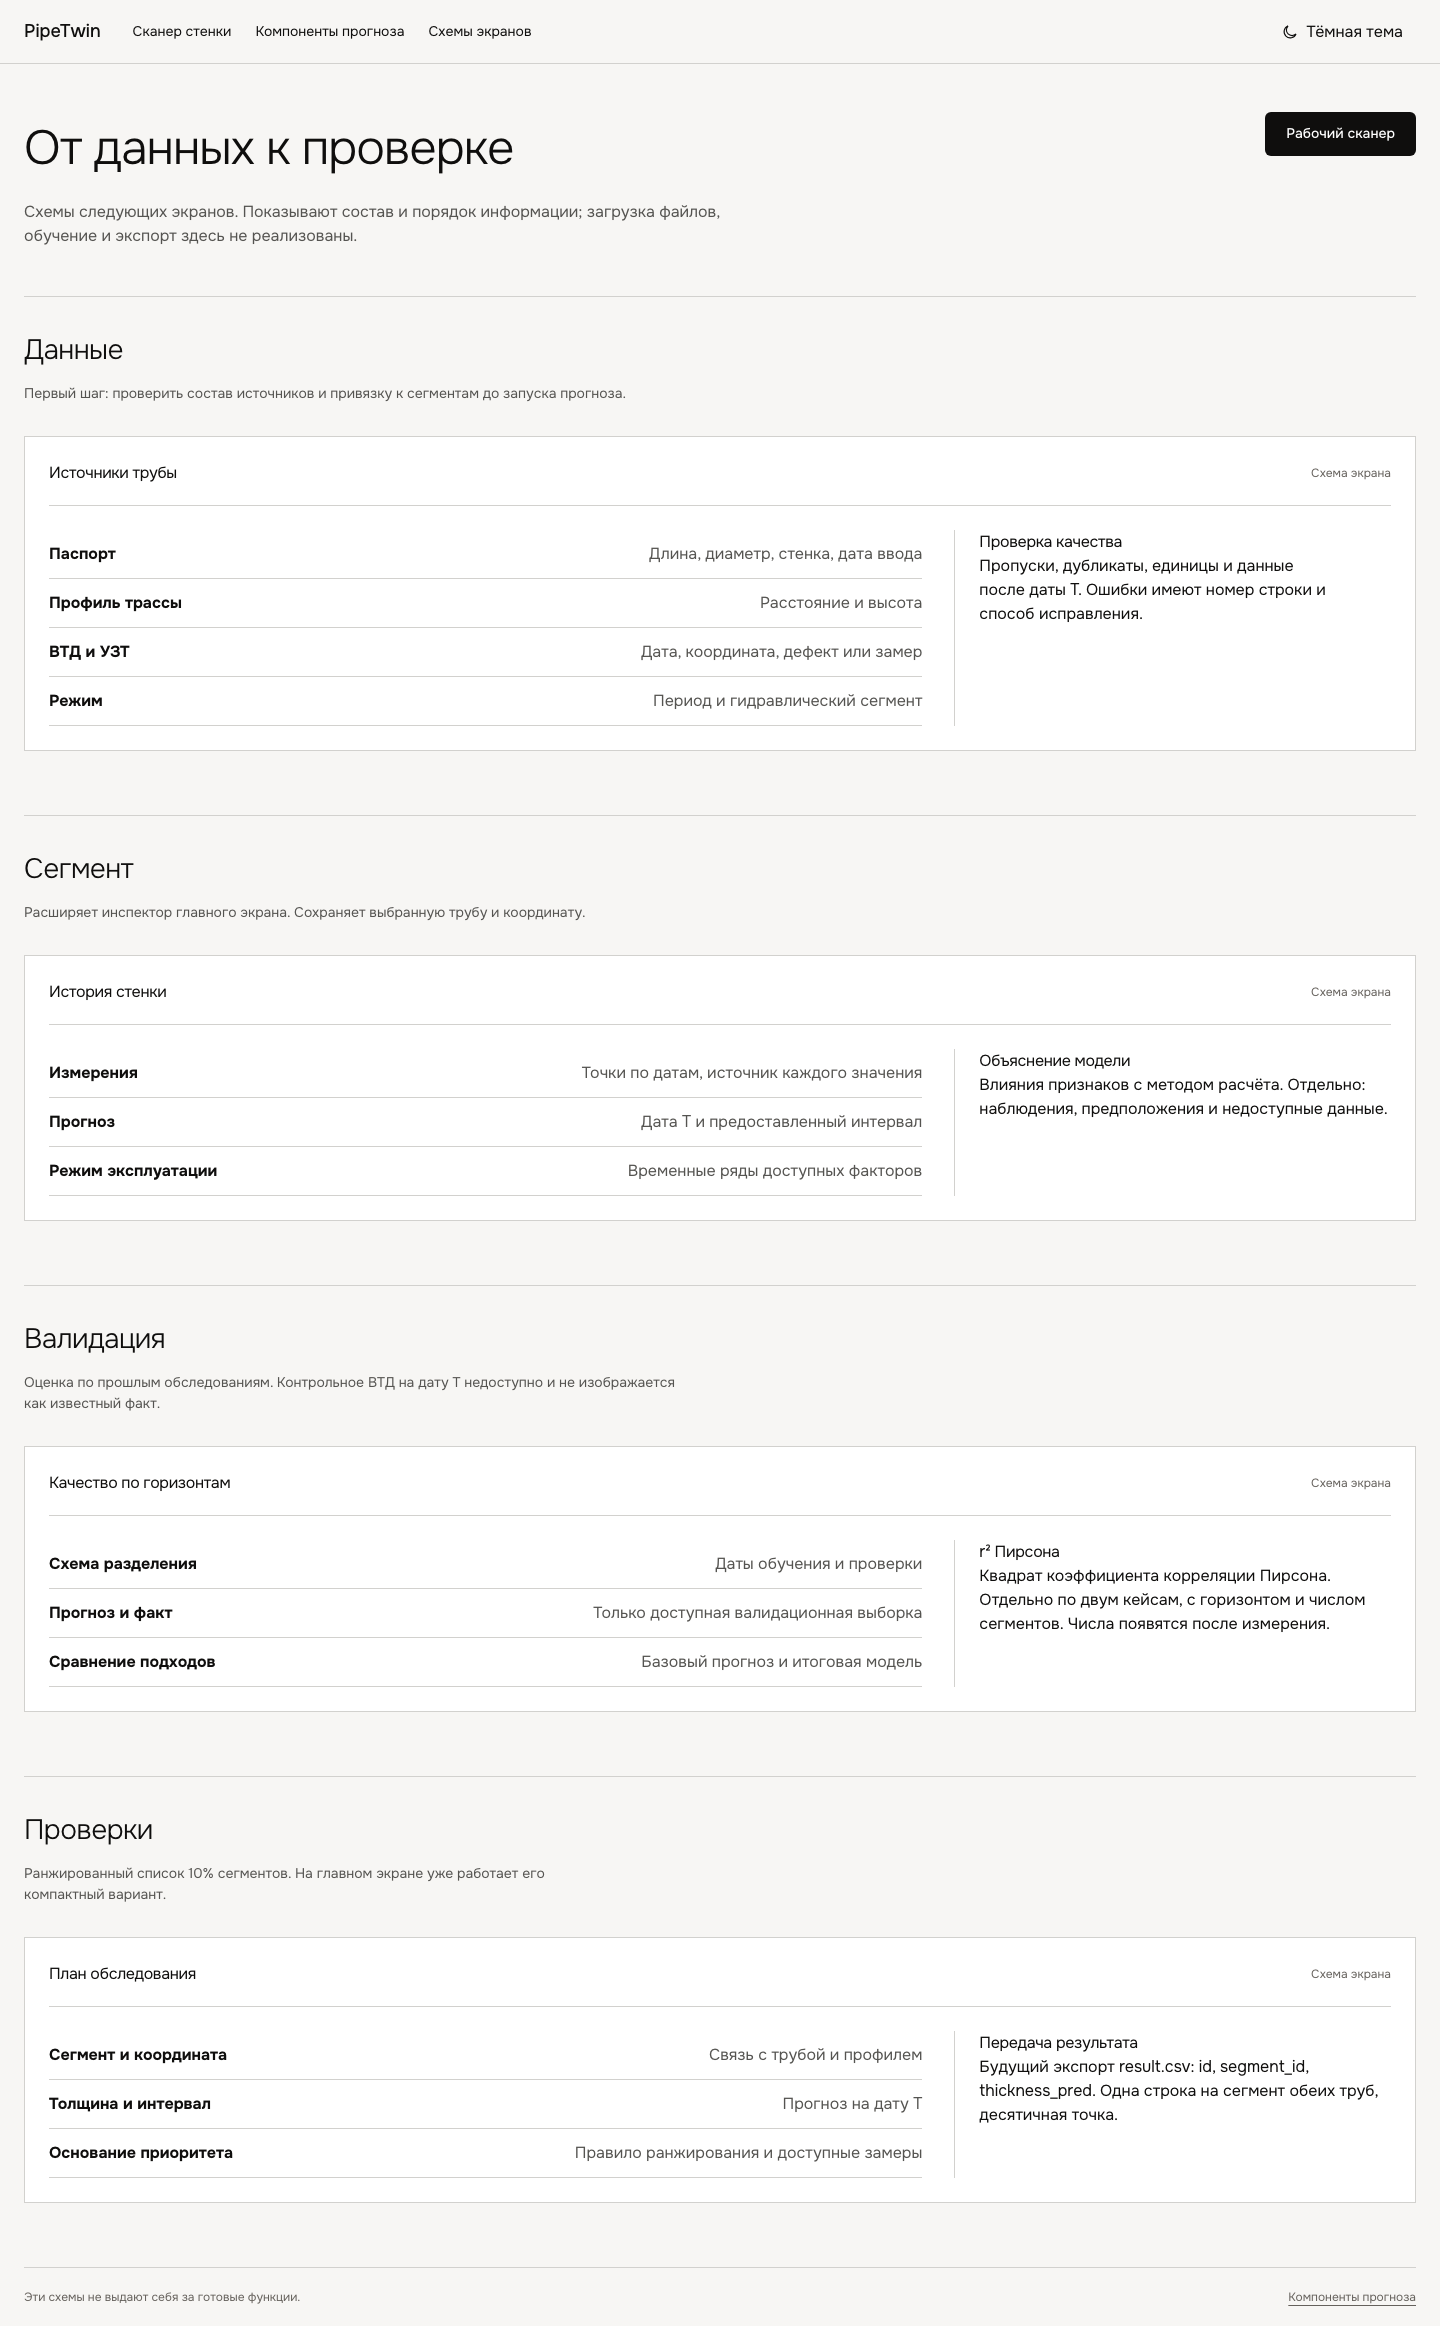 PipeTwin
Сканер стенки
Компоненты прогноза
Схемы экранов
Тёмная тема
От данных к проверке
Рабочий сканер
Схемы следующих экранов. Показывают состав и порядок информации; загрузка файлов,
обучение и экспорт здесь не реализованы.
Данные
Первый шаг: проверить состав источников и привязку к сегментам до запуска прогноза.
Источники трубы
Схема экрана
Паспорт
Длина, диаметр, стенка, дата ввода
Профиль трассы
Расстояние и высота
ВТД и УЗТ
Дата, координата, дефект или замер
Режим
Период и гидравлический сегмент
Проверка качества
Пропуски, дубликаты, единицы и данные
после даты T. Ошибки имеют номер строки и
способ исправления.
Сегмент
Расширяет инспектор главного экрана. Сохраняет выбранную трубу и координату.
История стенки
Схема экрана
Измерения
Точки по датам, источник каждого значения
Прогноз
Дата T и предоставленный интервал
Режим эксплуатации
Временные ряды доступных факторов
Объяснение модели
Влияния признаков с методом расчёта. Отдельно:
наблюдения, предположения и недоступные данные.
Валидация
Оценка по прошлым обследованиям. Контрольное ВТД на дату T недоступно и не изображается
как известный факт.
Качество по горизонтам
Схема экрана
Схема разделения
Даты обучения и проверки
Прогноз и факт
Только доступная валидационная выборка
Сравнение подходов
Базовый прогноз и итоговая модель
r² Пирсона
Квадрат коэффициента корреляции Пирсона.
Отдельно по двум кейсам, с горизонтом и числом
сегментов. Числа появятся после измерения.
Проверки
Ранжированный список 10% сегментов. На главном экране уже работает его
компактный вариант.
План обследования
Схема экрана
Сегмент и координата
Связь с трубой и профилем
Толщина и интервал
Прогноз на дату T
Основание приоритета
Правило ранжирования и доступные замеры
Передача результата
Будущий экспорт result.csv: id, segment_id,
thickness_pred. Одна строка на сегмент обеих труб,
десятичная точка.
Эти схемы не выдают себя за готовые функции.
Компоненты прогноза